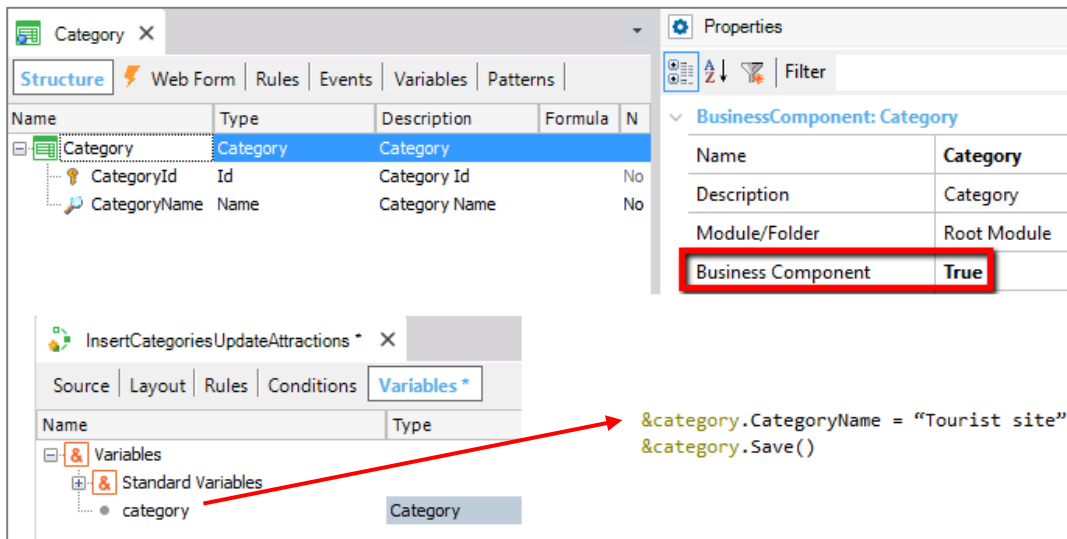 Category
Properties
Structure Web Form Rules Events Variables Patterns
Filter
Name Type Description Formula N
BusinessComponent: Category
Category Category Category
Name Category
CategoryId Id Category Id No
Description Category
CategoryName Name Category Name No
Module/Folder Root Module
Business Component True
InsertCategoriesUpdateAttractions *
Source Layout Rules Conditions Variables *
Name Type
&category.CategoryName = “Tourist site”
& Variables
&category.Save()
& Standard Variables
category Category